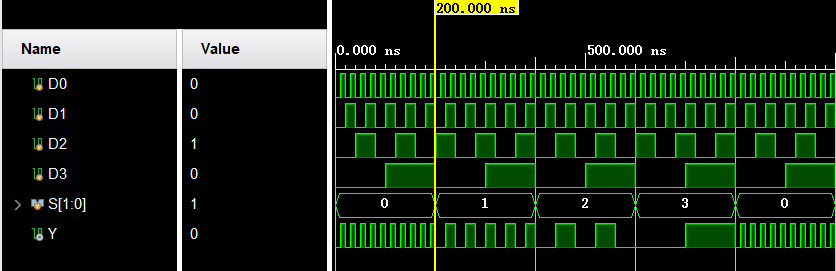 200.000 ns
Name Value 0.000 ns 500.000 ns
D0 0
D1 0
D2 1
D3 0
S[1:0] 1 0 1 2 3 0
Y 0